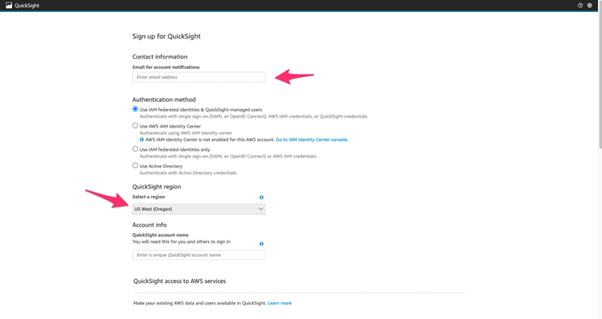 QuickSight
Sign up for QuickSight
Contact information
Email for account notifications
Enter email address
Authentication method
Use IAM federated identities & QuickSight-managed users
Authenticate with single sign-on (SAML or OpenID Connect), AWS IAM credentials, or QuickSight credentials
Use AWS IAM Identity Center
Authenticate using AWS IAM Identity center
AWS IAM Identity Center is not enabled for this AWS account. Go to IAM Identity Center console.
Use IAM federated identities only
Authenticate with single sign-on (SAML or OpenID Connect) or AWS IAM credentials
Use Active Directory
Authenticate with Active Directory credentials
QuickSight region
Select a region
US West (Oregon)
Account info
QuickSight account name
You will need this for you and others to sign in
Enter a unique QuickSight account name
QuickSight access to AWS services
Make your existing AWS data and users available in QuickSight. Learn more